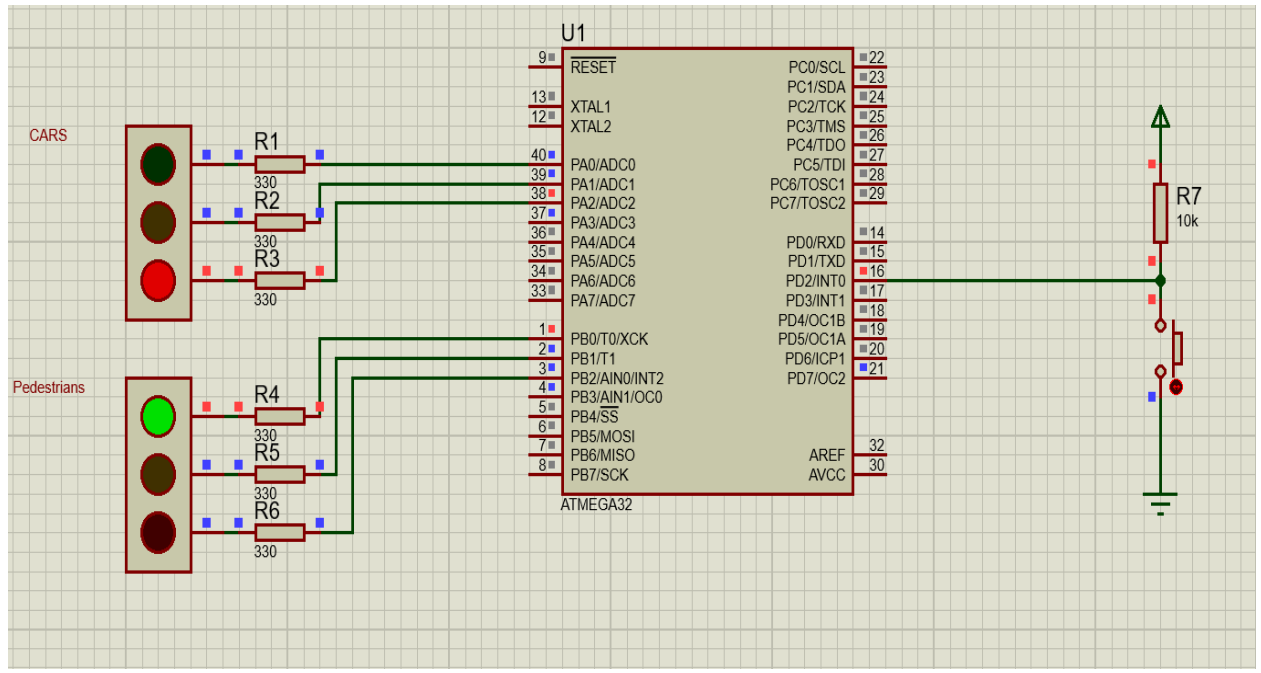 U1
CARS
Pedestrians
R1
330
R2
330
R3
330
R4
330
R5
330
R6
330
9 RESET
13 XTAL1
12 XTAL2
40 PA0/ADC0
39 PA1/ADC1
38 PA2/ADC2
37 PA3/ADC3
36 PA4/ADC4
35 PA5/ADC5
34 PA6/ADC6
33 PA7/ADC7
1 PB0/T0/XCK
2 PB1/T1
3 PB2/AIN0/INT2
4 PB3/AIN1/OC0
5 PB4/SS
6 PB5/MOSI
7 PB6/MISO
8 PB7/SCK
PC0/SCL 22
PC1/SDA 23
PC2/TCK 24
PC3/TMS 25
PC4/TDO 26
PC5/TDI 27
PC6/TOSC1 28
PC7/TOSC2 29
PD0/RXD 14
PD1/TXD 15
PD2/INT0 16
PD3/INT1 17
PD4/OC1B 18
PD5/OC1A 19
PD6/ICP1 20
PD7/OC2 21
AREF 32
AVCC 30
ATMEGA32
R7
10k